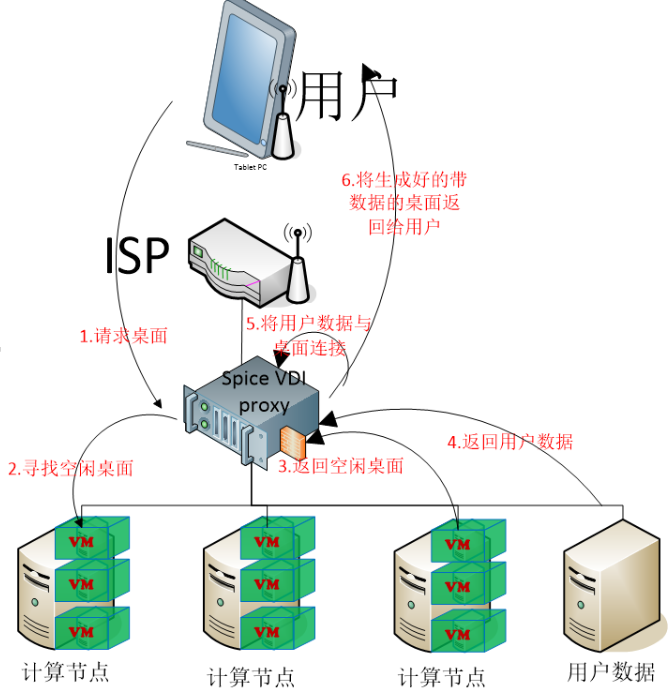 用户
Tablet PC
6.将生成好的带
数据的桌面返
回给用户
ISP
1.请求桌面
5.将用户数据与
桌面连接
Spice VDI
proxy
4.返回用户数据
2.寻找空闲桌面
3.返回空闲桌面
VM
VM
VM
VM
VM
VM
VM
VM
VM
计算节点
计算节点
计算节点
用户数据